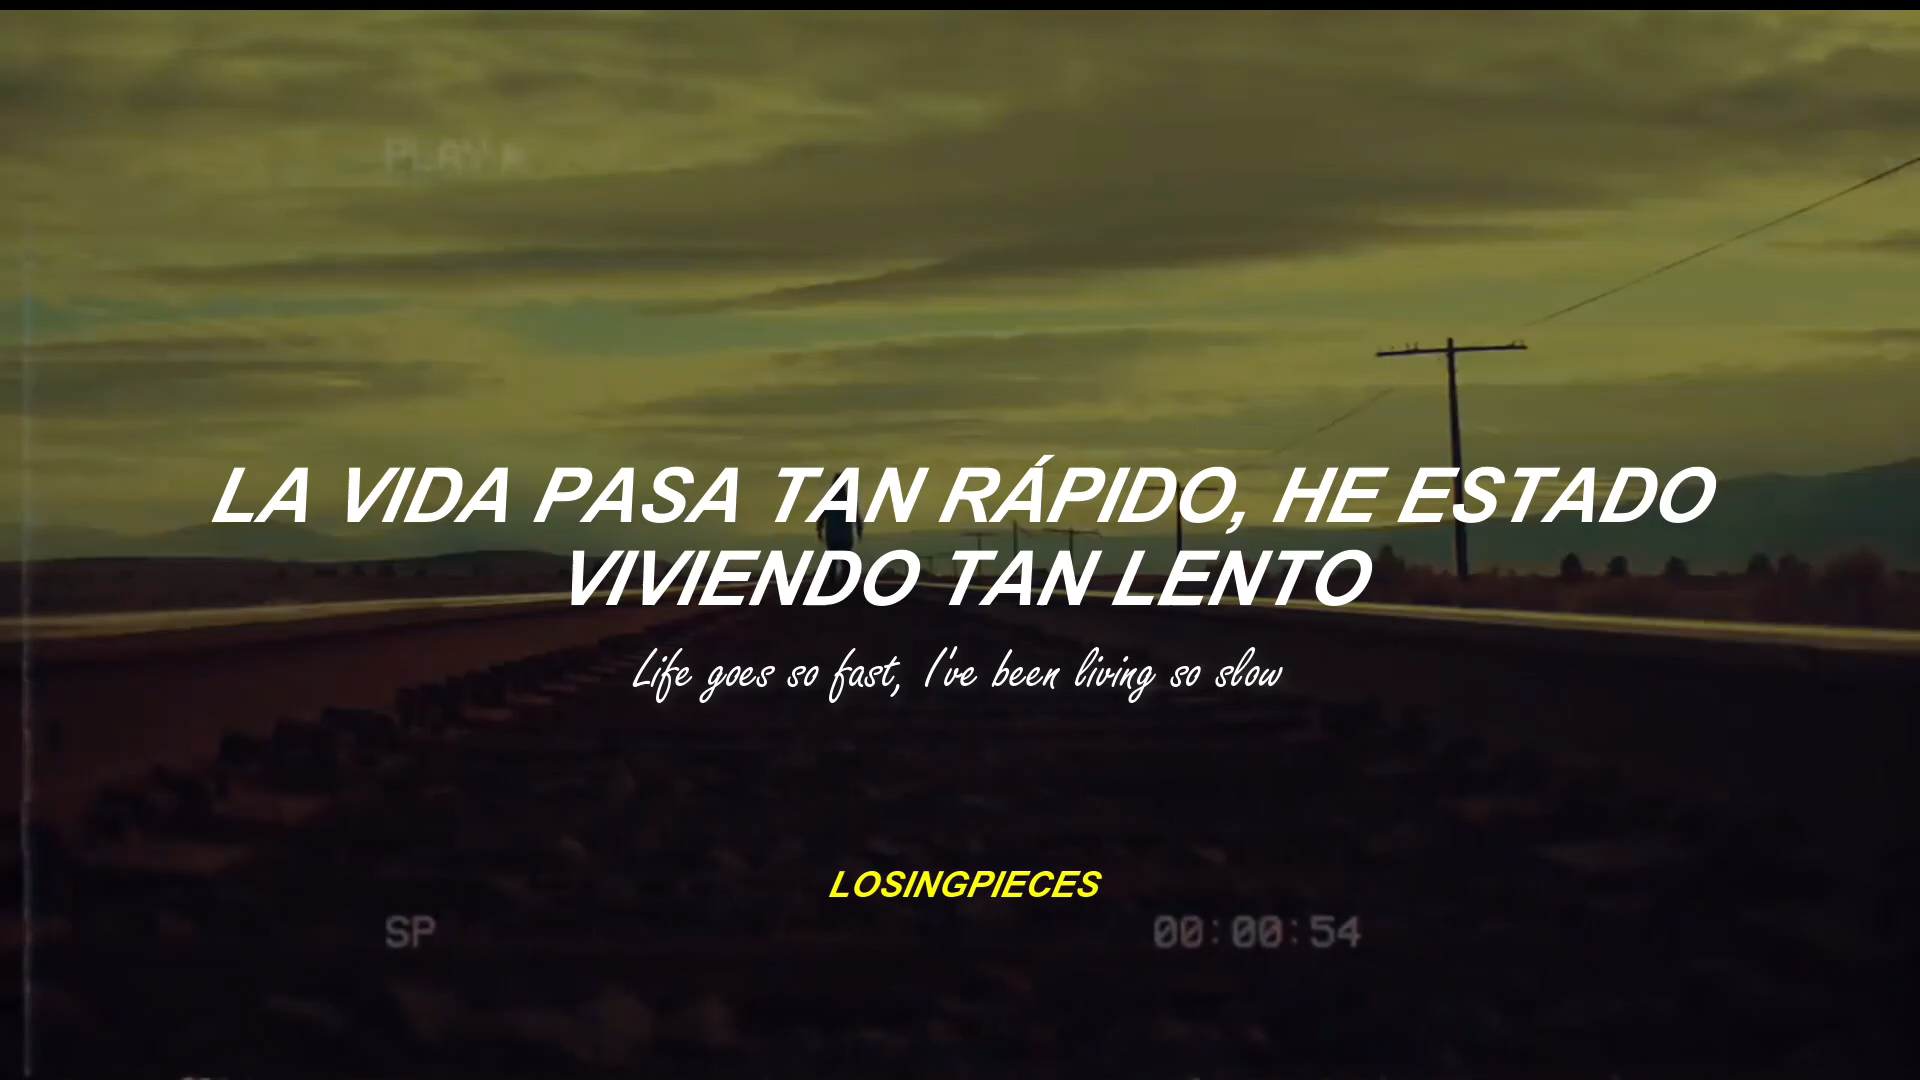 PLAY
LA VIDA PASA TAN RÁPIDO, HE ESTADO
VIVIENDO TAN LENTO
Life goes so fast, I've been living so slow
LOSINGPIECES
SP
00:00:54